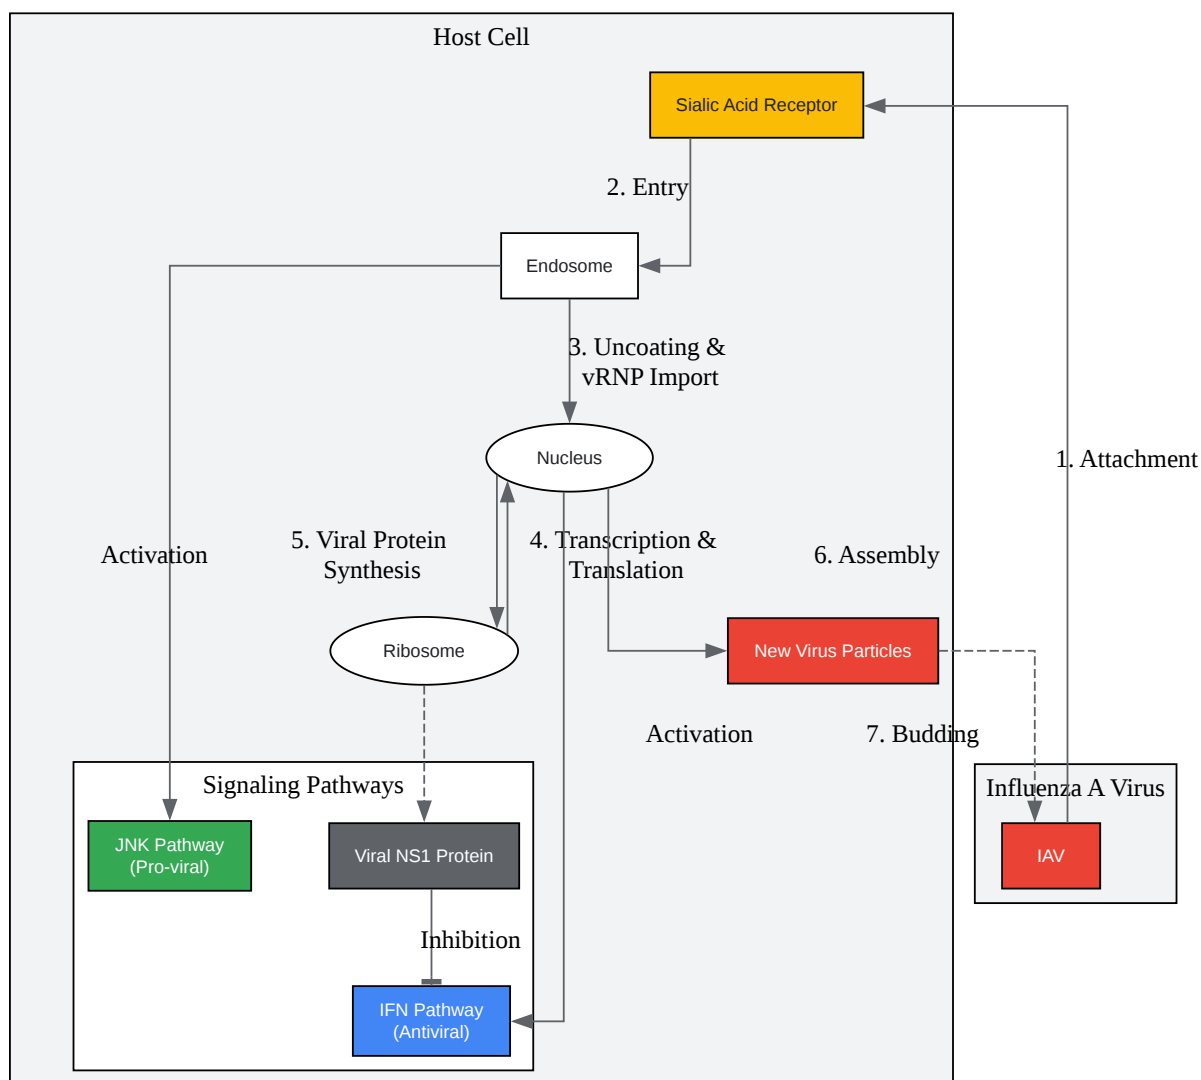 Host Cell
Sialic Acid Receptor
2. Entry
Endosome
3. Uncoating &
vRNP Import
Nucleus
1. Attachment
Activation
5. Viral Protein
Synthesis
4. Transcription &
Translation
6. Assembly
Ribosome
New Virus Particles
Activation
7. Budding
Signaling Pathways
Influenza A Virus
JNK Pathway
(Pro-viral)
Viral NS1 Protein
IAV
Inhibition
IFN Pathway
(Antiviral)